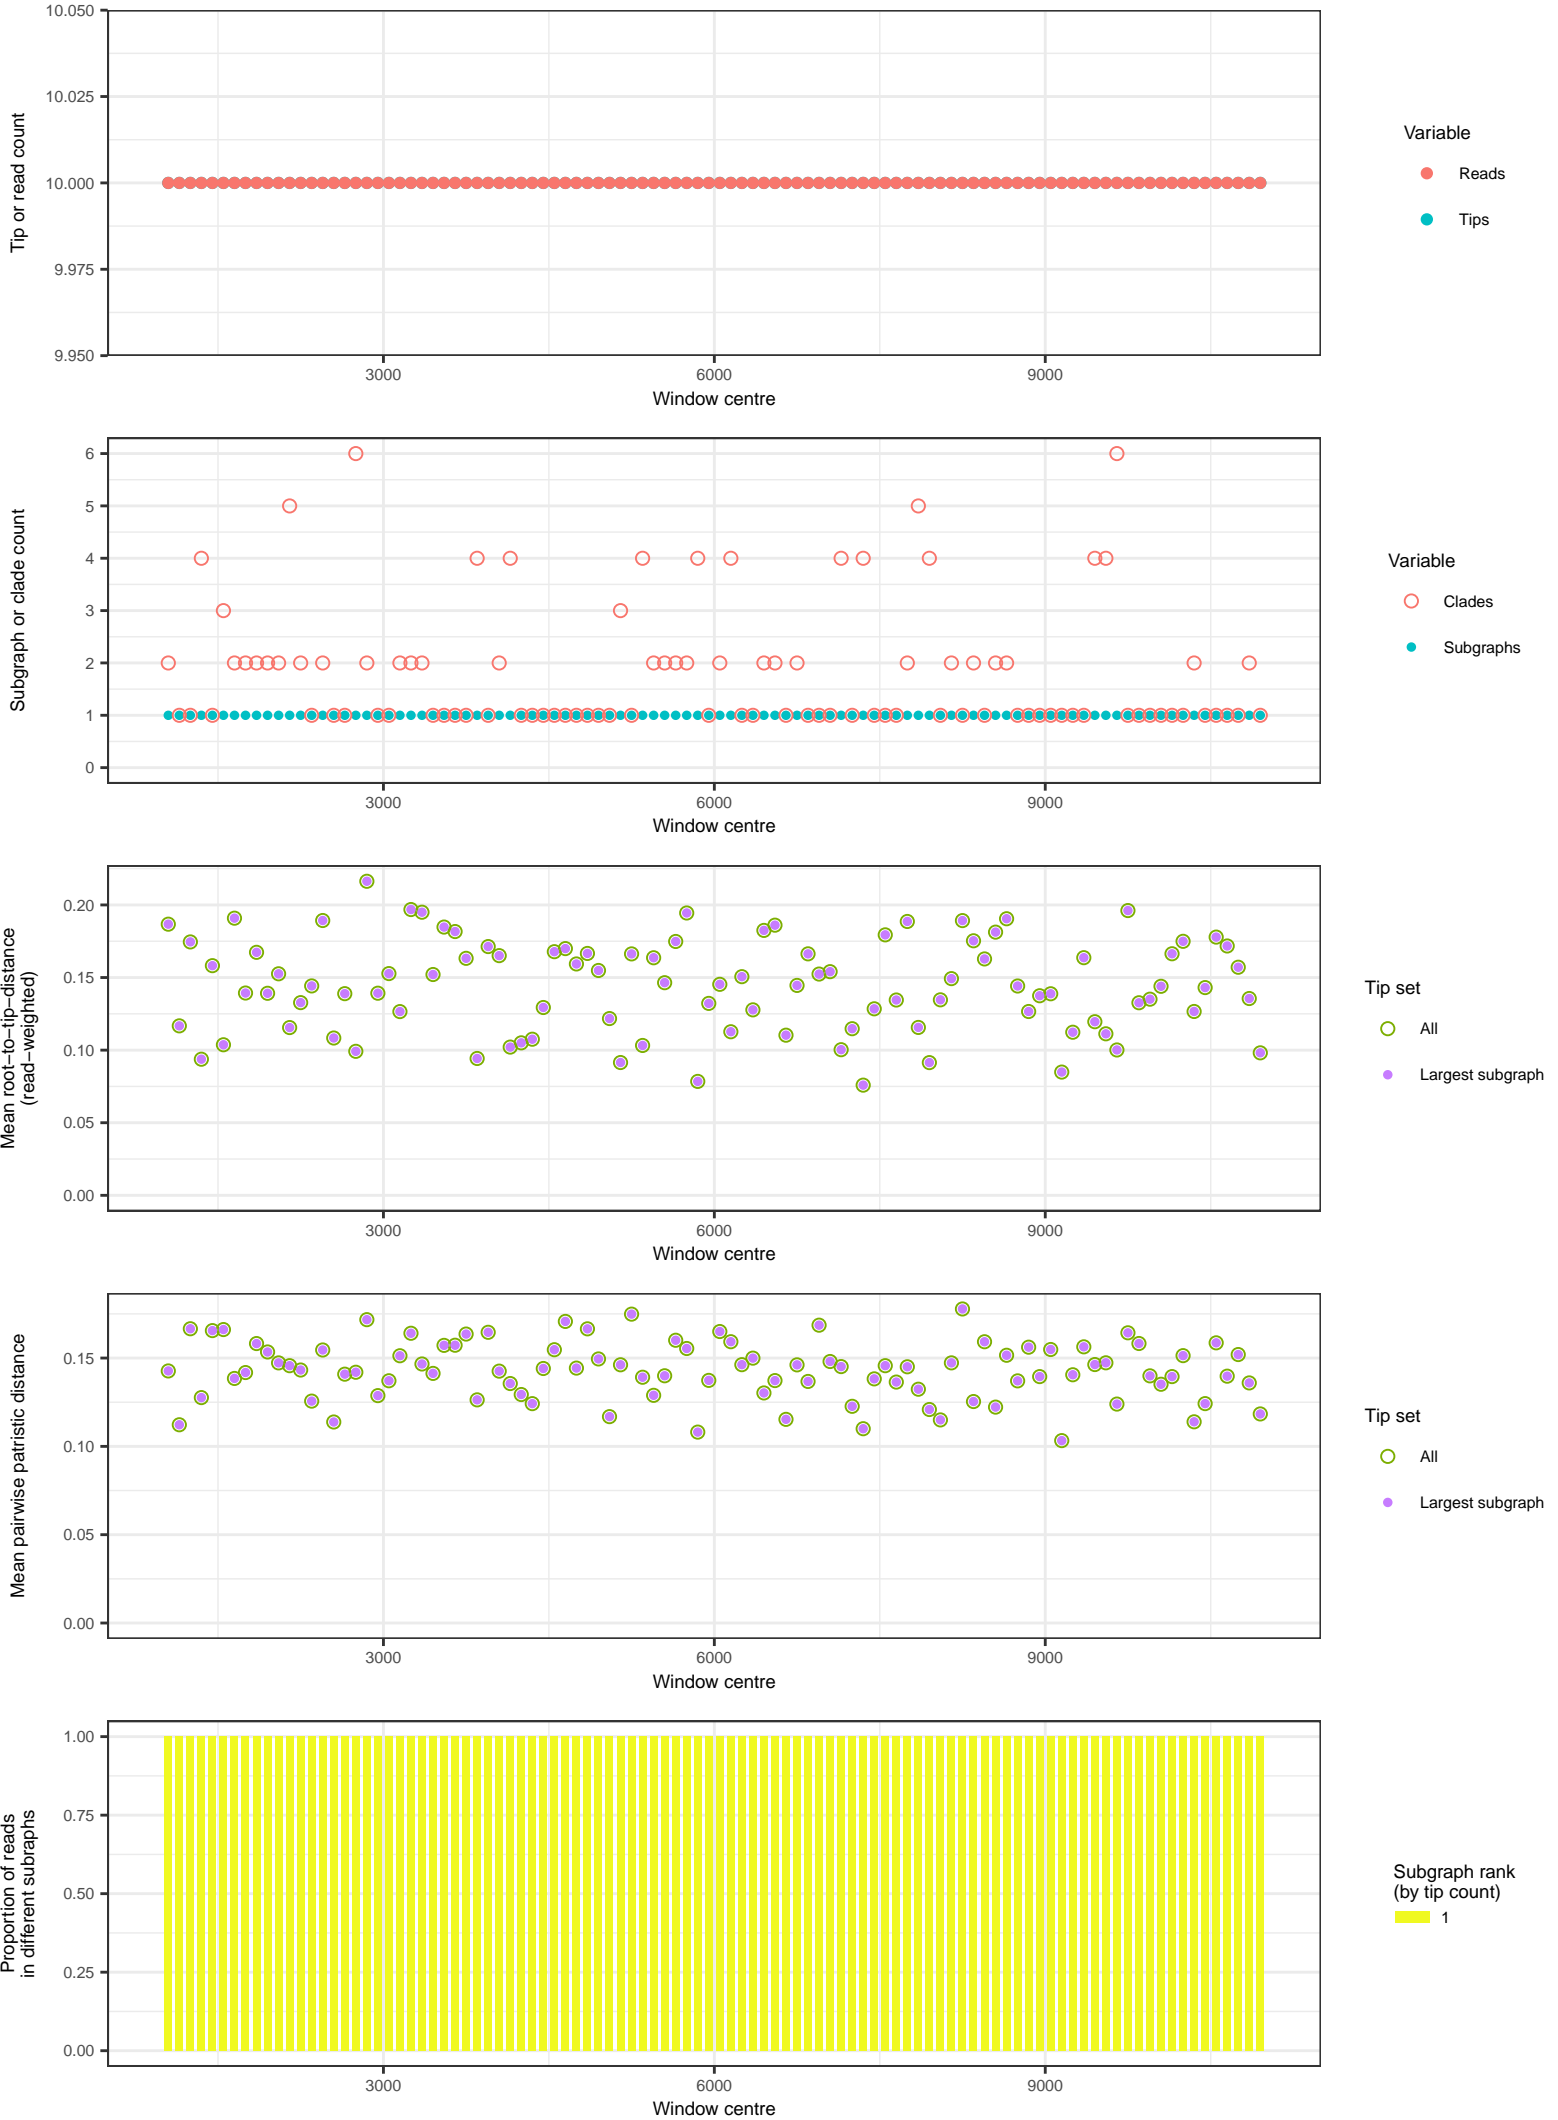 10.050
10.025
10.000
9.975
9.950
Tip or read count
3000
6000
9000
Window centre
Variable
Reads
Tips
6
5
4
3
2
1
0
Subgraph or clade count
3000
6000
9000
Window centre
Variable
Clades
Subgraphs
0.20
0.15
0.10
0.05
0.00
Mean root−to−tip−distance
(read−weighted)
3000
6000
9000
Window centre
Tip set
All
Largest subgraph
0.15
0.10
0.05
0.00
Mean pairwise patristic distance
3000
6000
9000
Window centre
Tip set
All
Largest subgraph
1.00
0.75
0.50
0.25
0.00
Proportion of reads
in different subraphs
3000
6000
9000
Window centre
Subgraph rank
(by tip count)
1